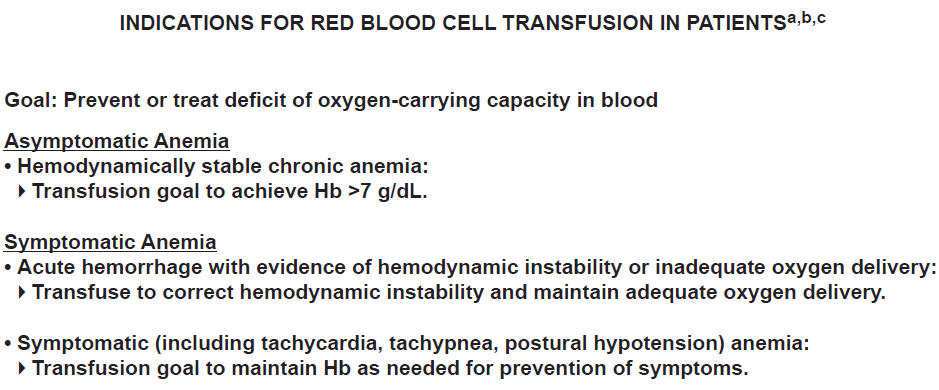 INDICATIONS FOR RED BLOOD CELL TRANSFUSION IN PATIENTSa,b,c
Goal: Prevent or treat deficit of oxygen-carrying capacity in blood
Asymptomatic Anemia
• Hemodynamically stable chronic anemia:
‣ Transfusion goal to achieve Hb >7 g/dL.
Symptomatic Anemia
• Acute hemorrhage with evidence of hemodynamic instability or inadequate oxygen delivery:
‣ Transfuse to correct hemodynamic instability and maintain adequate oxygen delivery.
• Symptomatic (including tachycardia, tachypnea, postural hypotension) anemia:
‣ Transfusion goal to maintain Hb as needed for prevention of symptoms.